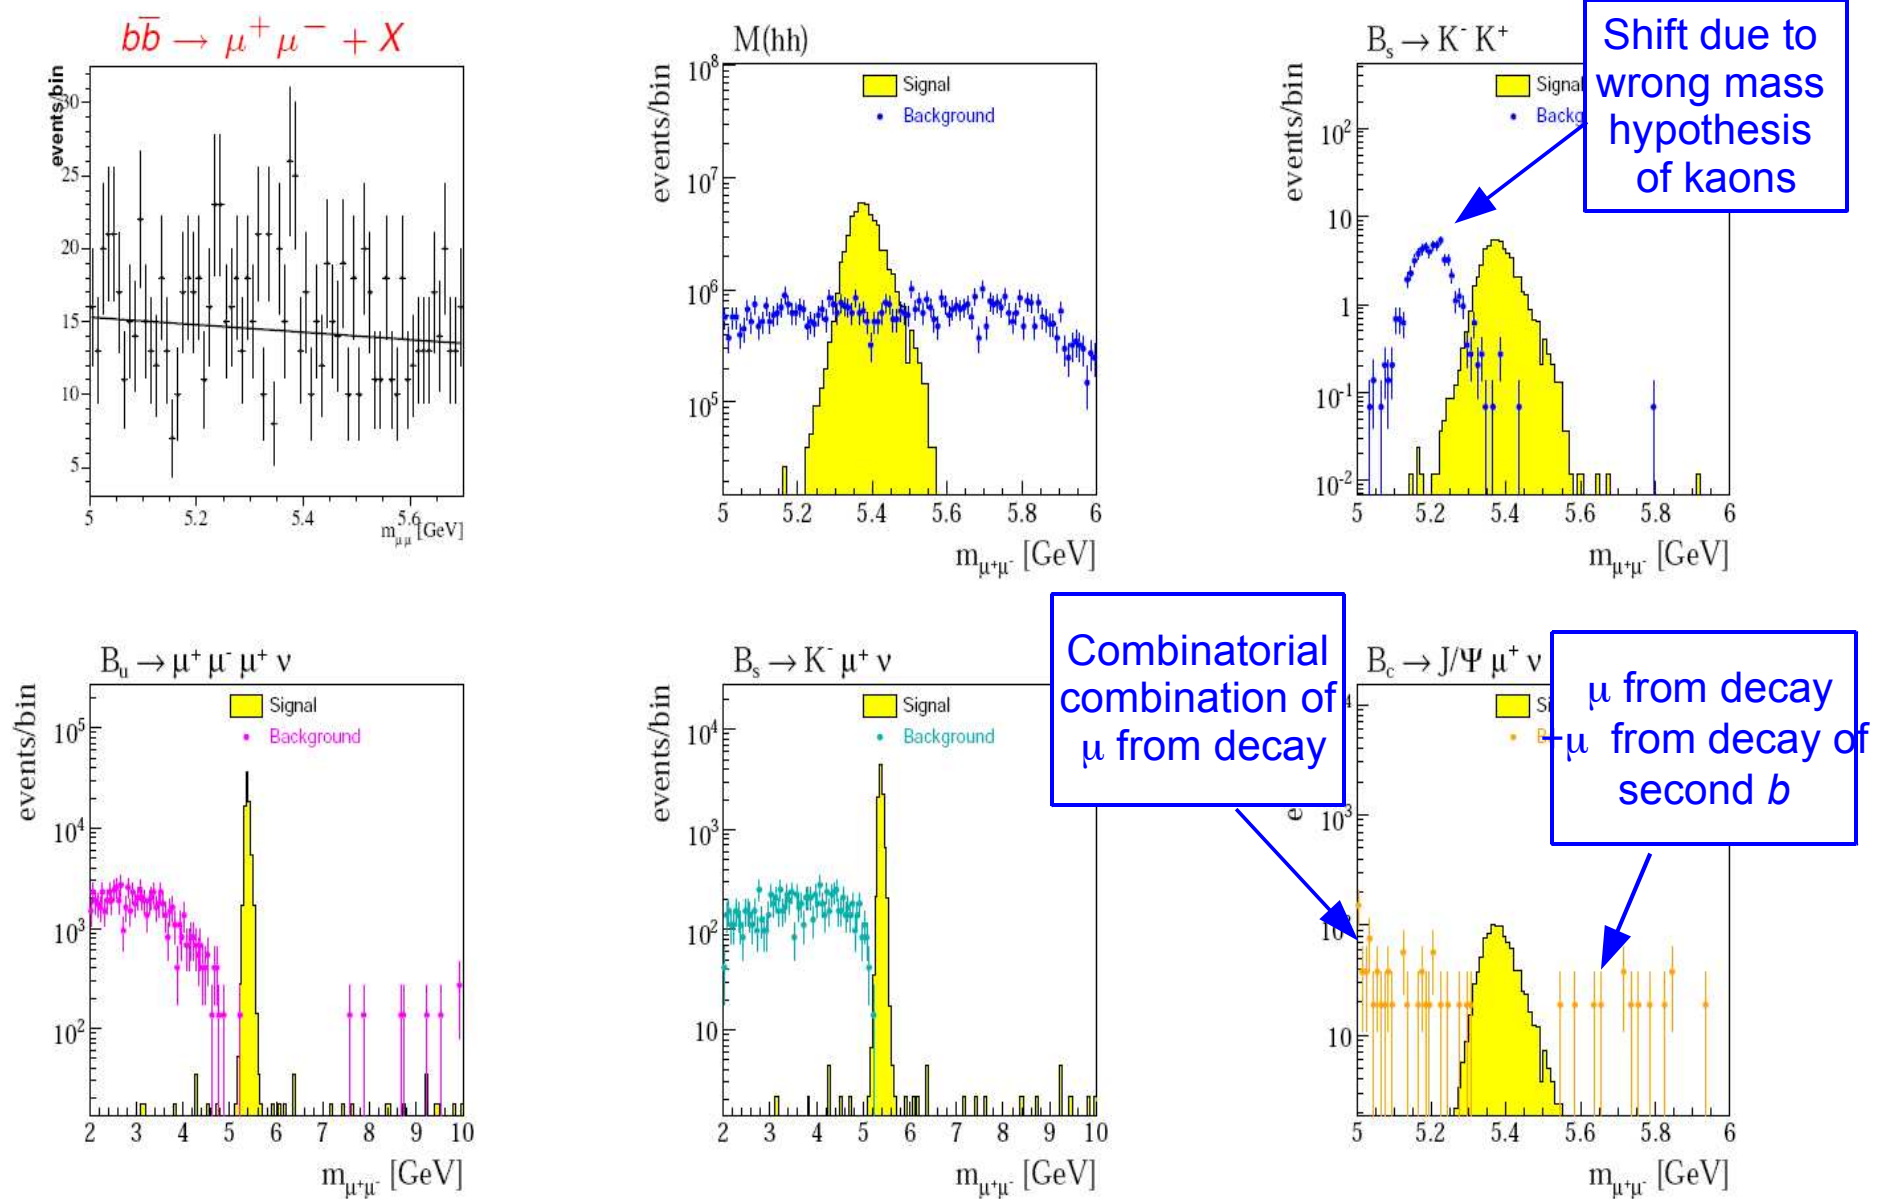 bb̅ → μ⁺ μ⁻ + X
events/bin
30
25
20
15
10
5
5 5.2 5.4 5.6
m_μμ [GeV]
M(hh)
events/bin
Signal
Background
10⁸
10⁷
10⁶
10⁵
5 5.2 5.4 5.6 5.8 6
m_μ⁺μ⁻ [GeV]
B_s → K⁻ K⁺
events/bin
Signal
Shift due to
wrong mass
hypothesis
of kaons
10²
10
1
10⁻¹
10⁻²
5 5.2 5.4 5.6 5.8 6
m_μ⁺μ⁻ [GeV]
B_u → μ⁺ μ⁻ μ⁺ ν
events/bin
Signal
Background
10⁵
10⁴
10³
10²
2 3 4 5 6 7 8 9 10
m_μ⁺μ⁻ [GeV]
B_s → K⁻ μ⁺ ν
events/bin
Signal
Background
10⁴
10³
10²
10
2 3 4 5 6 7 8 9 10
m_μ⁺μ⁻ [GeV]
Combinatorial
combination of
μ from decay
B_c → J/Ψ μ⁺ ν
μ from decay
+μ from decay of
second b
10³
10
5 5.2 5.4 5.6 5.8 6
m_μ⁺μ⁻ [GeV]